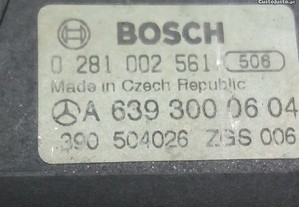 BOSCH
0 281 002 561 506
Made in Czech Republic
A 639 300 06 04
390 504026 ZGS 006